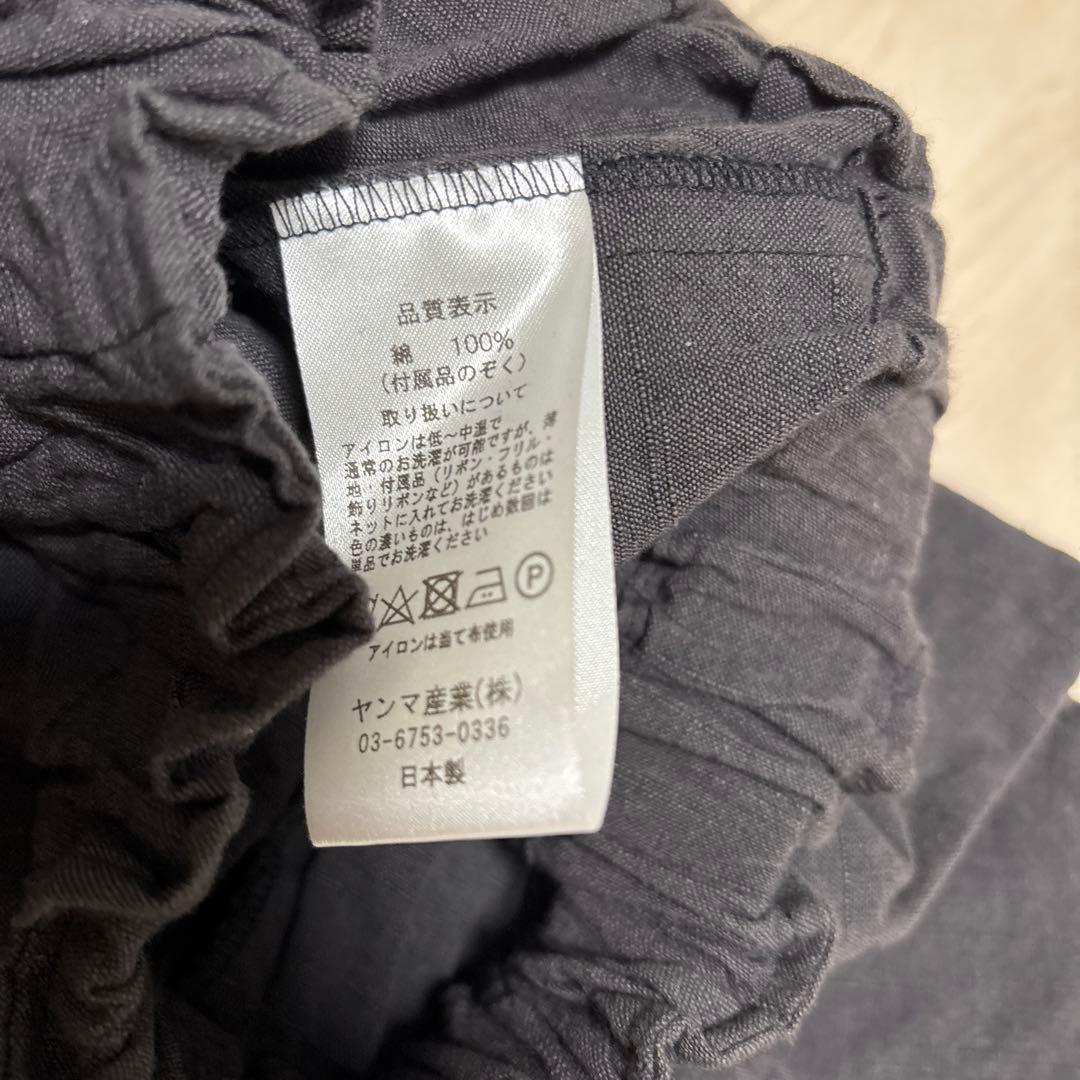 品質表示
綿 100%
(付属品のぞく)
取り扱いについて
アイロンは低〜中温で
通常のお洗濯が可能ですが、薄
地・付属品(リボン・フリル・
飾りリボンなど)があるものは
ネットに入れてお洗濯ください
色の濃いものは、はじめ数回は
単品でお洗濯ください
P
アイロンは当て布使用
ヤンマ産業(株)
03-6753-0336
日本製